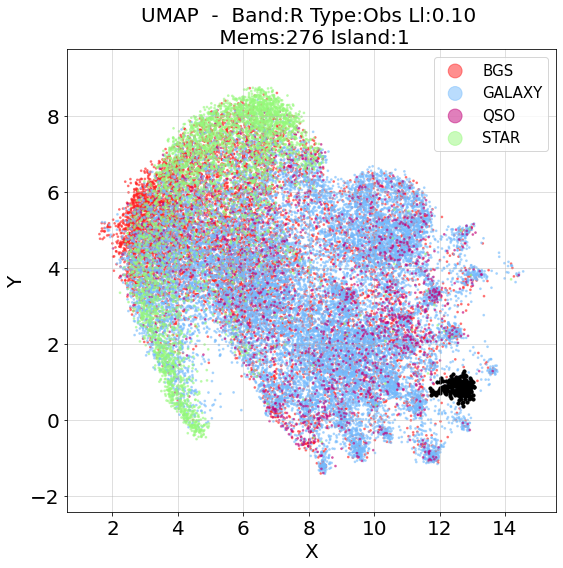 UMAP - Band:R Type:Obs Ll:0.10
Mems:276 Island:1
BGS
GALAXY
QSO
STAR
Y
8
6
4
2
0
−2
2 4 6 8 10 12 14
X